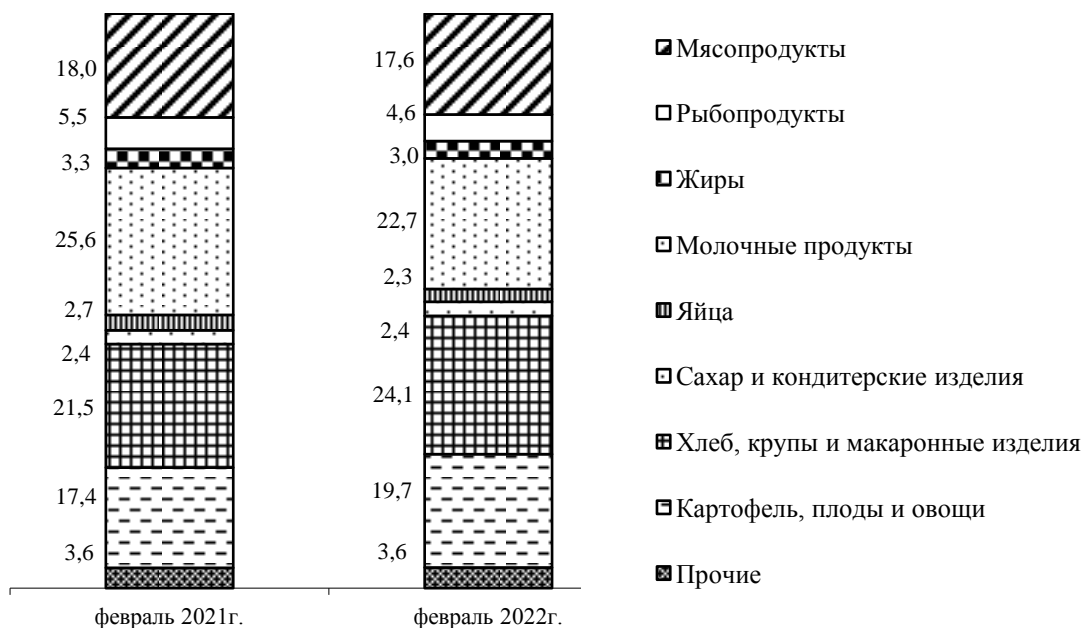 18,0
5,5
3,3
25,6
2,7
2,4
21,5
17,4
3,6
17,6
4,6
3,0
22,7
2,3
2,4
24,1
19,7
3,6
февраль 2021г.
февраль 2022г.
Мясопродукты
Рыбопродукты
Жиры
Молочные продукты
Яйца
Сахар и кондитерские изделия
Хлеб, крупы и макаронные изделия
Картофель, плоды и овощи
Прочие